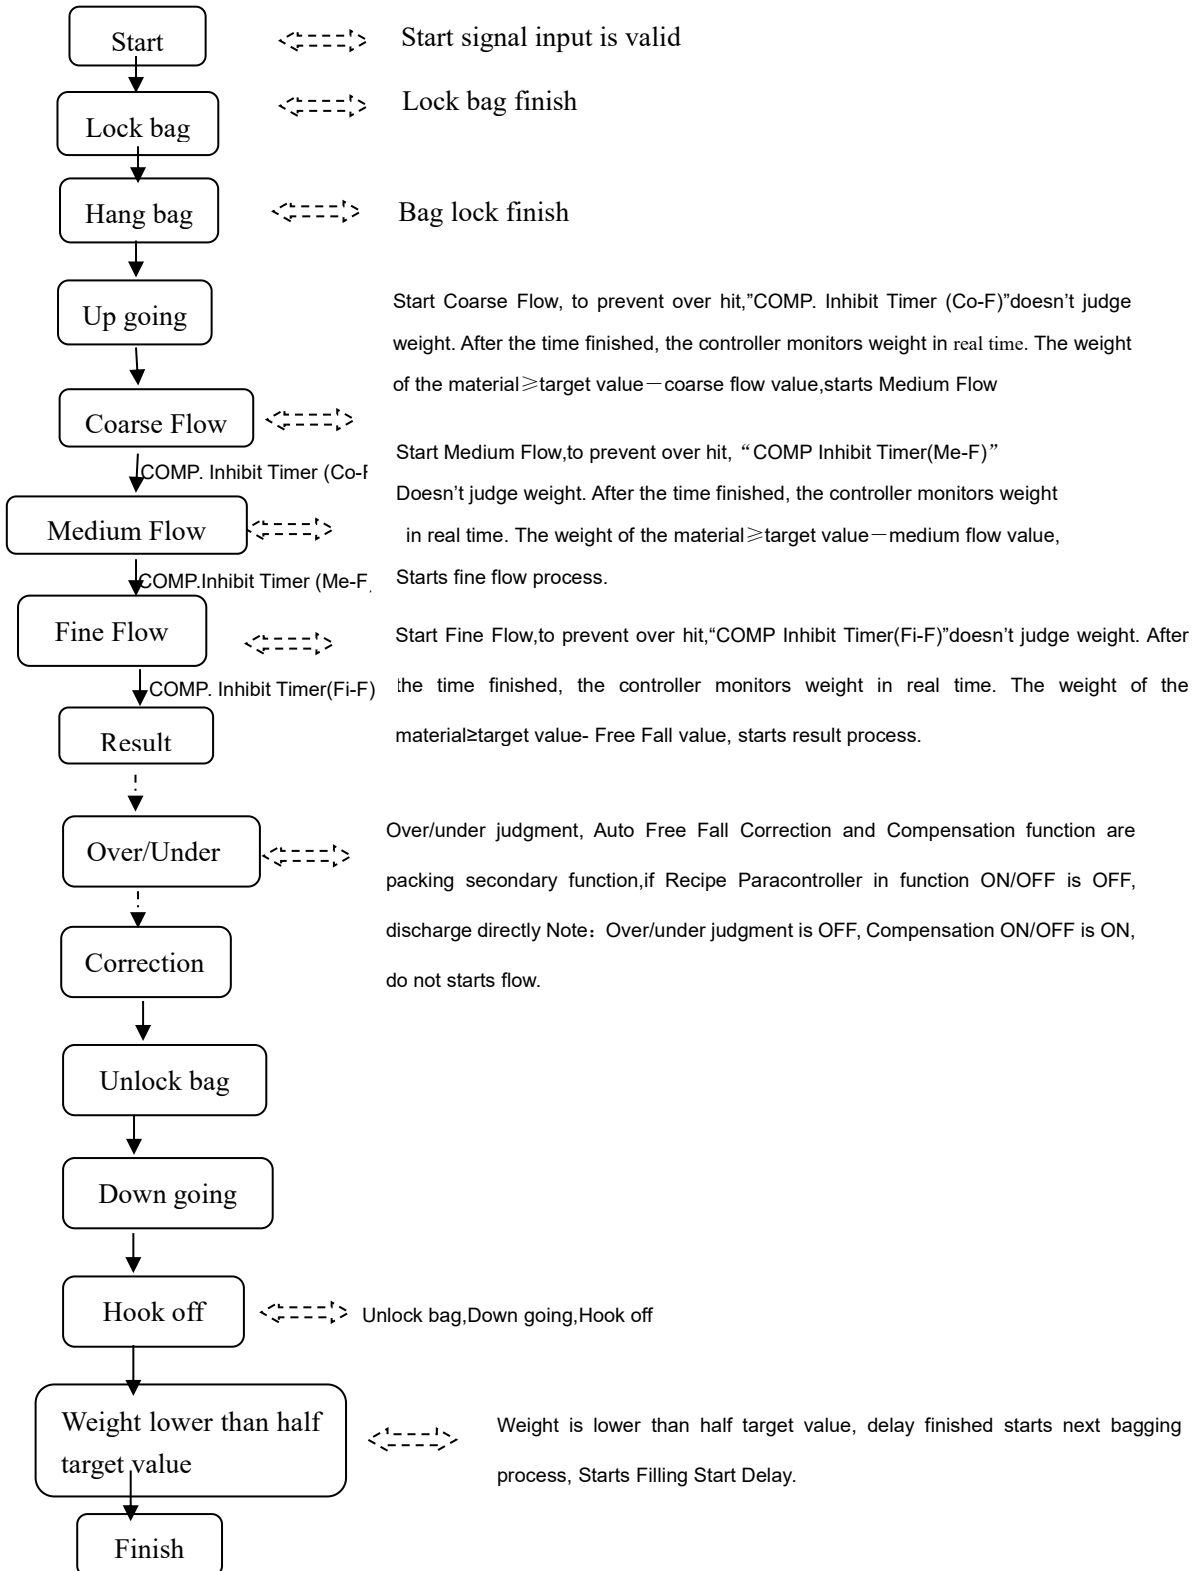 Start
Start signal input is valid
Lock bag
Lock bag finish
Hang bag
Bag lock finish
Up going
Start Coarse Flow, to prevent over hit,”COMP. Inhibit Timer (Co-F)”doesn’t judge
weight. After the time finished, the controller monitors weight in real time. The weight
of the material≥target value－coarse flow value,starts Medium Flow
Coarse Flow
COMP. Inhibit Timer (Co-F
Start Medium Flow,to prevent over hit, “COMP Inhibit Timer(Me-F)”
Doesn’t judge weight. After the time finished, the controller monitors weight
in real time. The weight of the material≥target value－medium flow value,
Starts fine flow process.
Medium Flow
COMP.Inhibit Timer (Me-F
Fine Flow
Start Fine Flow,to prevent over hit,“COMP Inhibit Timer(Fi-F)”doesn’t judge weight. After
the time finished, the controller monitors weight in real time. The weight of the
material≥target value- Free Fall value, starts result process.
COMP. Inhibit Timer(Fi-F)
Result
Over/Under
Over/under judgment, Auto Free Fall Correction and Compensation function are
packing secondary function,if Recipe Paracontroller in function ON/OFF is OFF,
discharge directly Note：Over/under judgment is OFF, Compensation ON/OFF is ON,
do not starts flow.
Correction
Unlock bag
Down going
Hook off
Unlock bag,Down going,Hook off
Weight lower than half
target value
Weight is lower than half target value, delay finished starts next bagging
process, Starts Filling Start Delay.
Finish